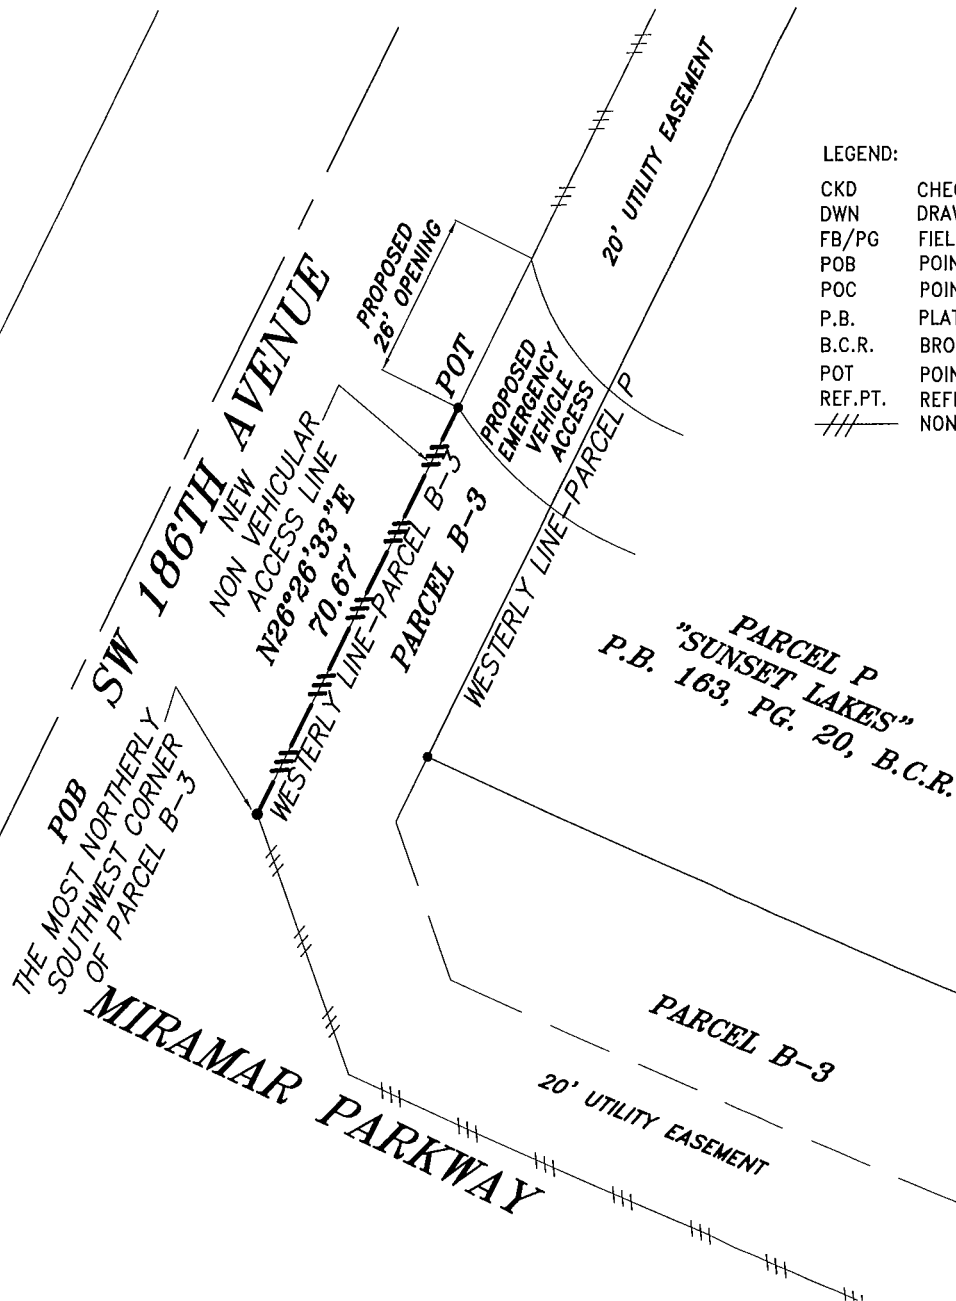 20' UTILITY EASEMENT
LEGEND:
CKD
DWN
FB/PG
POB
POC
P.B.
B.C.R.
POT
REF.PT.
PROPOSED
26' OPENING
SW 186TH AVENUE
POT
PROPOSED
EMERGENCY
VEHICLE
ACCESS
NEW
NON VEHICULAR
ACCESS LINE
N26°26'33"E
70.67'
WESTERLY LINE-PARCEL B-3
PARCEL B-3
WESTERLY LINE-PARCEL P
PARCEL P
"SUNSET LAKES"
P.B. 163, PG. 20, B.C.R.
POB
THE MOST NORTHERLY
SOUTHWEST CORNER
OF PARCEL B-3
MIRAMAR PARKWAY
PARCEL B-3
20' UTILITY EASEMENT